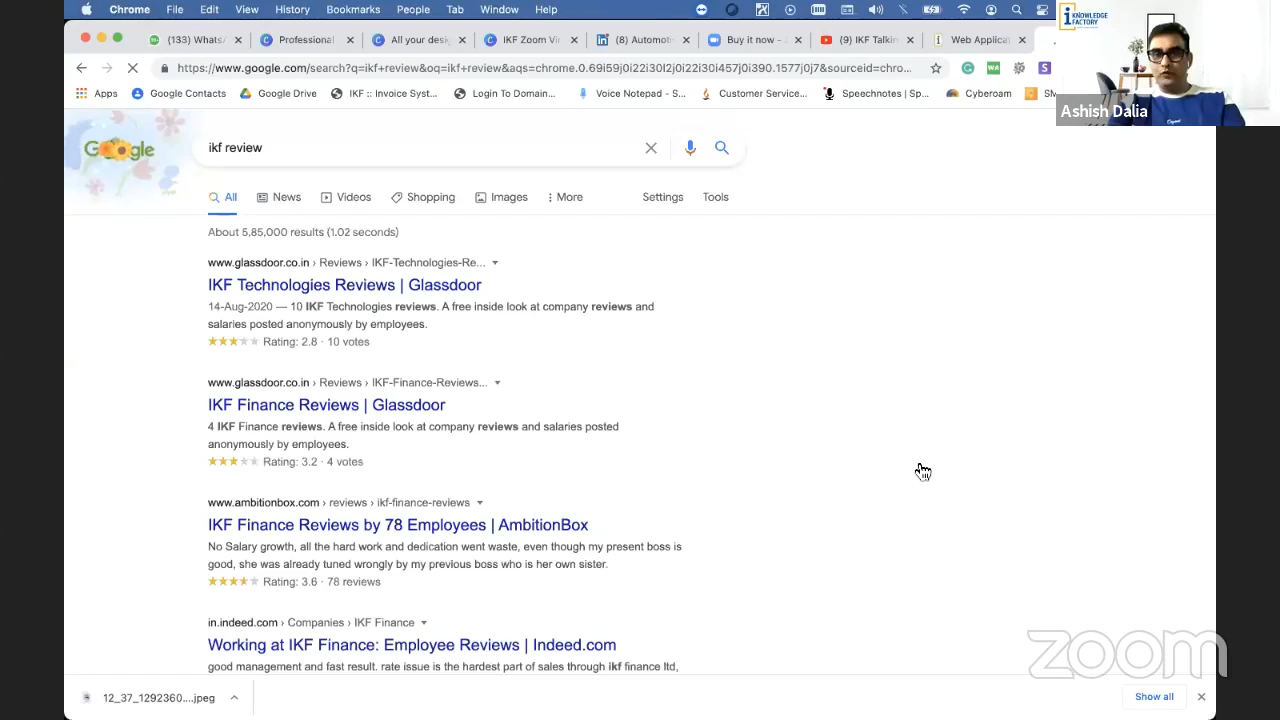 Chrome File Edit View History Bookmarks People Tab Window Help
(133) Whats
Professional
Get your desi
IKF Zoom M
(8) An
now -
(9) IKF Talkin
Web Applicat
https://www.google.com/search?q=ikf+review&oq=ikf+review&aqs=chrome.0.69i59j0i22i30l2j0i22i30l457j0i390.1577j0j7&sourceid=c
Apps Google Contacts Google Drive IKF :: Invoice Sys... Login To Domain... Voice Notepad - S... Customer Service... Speechnotes | Sp... Cyberoam SM
i KNOWLEDGE
FACTORY
Ashish Dalia
Google
ikf review
All News Videos Shopping Images More Settings Tools
About 5,85,000 results (1.02 seconds)
www.glassdoor.co.in › Reviews › IKF-Technologies-Re...
IKF Technologies Reviews | Glassdoor
14-Aug-2020 — 10 IKF Technologies reviews. A free inside look at company reviews and
salaries posted anonymously by employees.
Rating: 2.8 · 10 votes
www.glassdoor.co.in › Reviews › IKF-Finance-Reviews...
IKF Finance Reviews | Glassdoor
4 IKF Finance reviews. A free inside look at company reviews and salaries posted
anonymously by employees.
Rating: 3.2 · 4 votes
www.ambitionbox.com › reviews › ikf-finance-reviews
IKF Finance Reviews by 78 Employees | AmbitionBox
No Salary growth, all the hard work and dedication went waste, even though my present boss is
good, she was already tuned wrongly by my previous boss who is her own sister.
Rating: 3.6 · 78 reviews
in.indeed.com › Companies › IKF Finance
Working at IKF Finance: Employee Reviews | Indeed.com
good management and fast result. rate issue is the hardest part of sales through ikf finance ltd,
zoom
12_37_1292360....jpeg
Show all